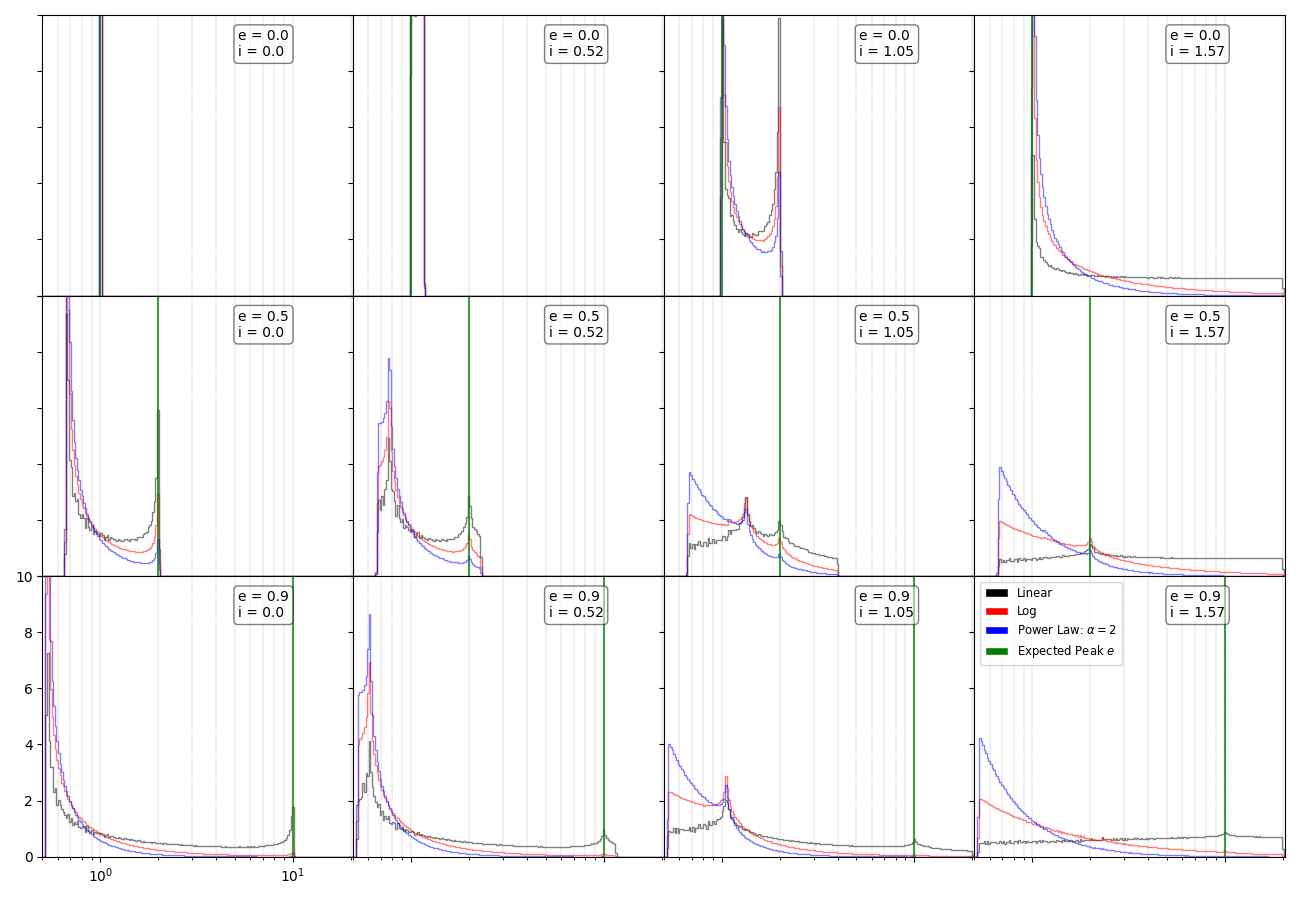 e = 0.0
i = 0.0
e = 0.0
i = 0.52
e = 0.0
i = 1.05
e = 0.0
i = 1.57
e = 0.5
i = 0.0
e = 0.5
i = 0.52
e = 0.5
i = 1.05
e = 0.5
i = 1.57
10
8
6
4
2
0
e = 0.9
i = 0.0
e = 0.9
i = 0.52
e = 0.9
i = 1.05
e = 0.9
i = 1.57
Linear
Log
Power Law: α = 2
Expected Peak e
10⁰
10¹